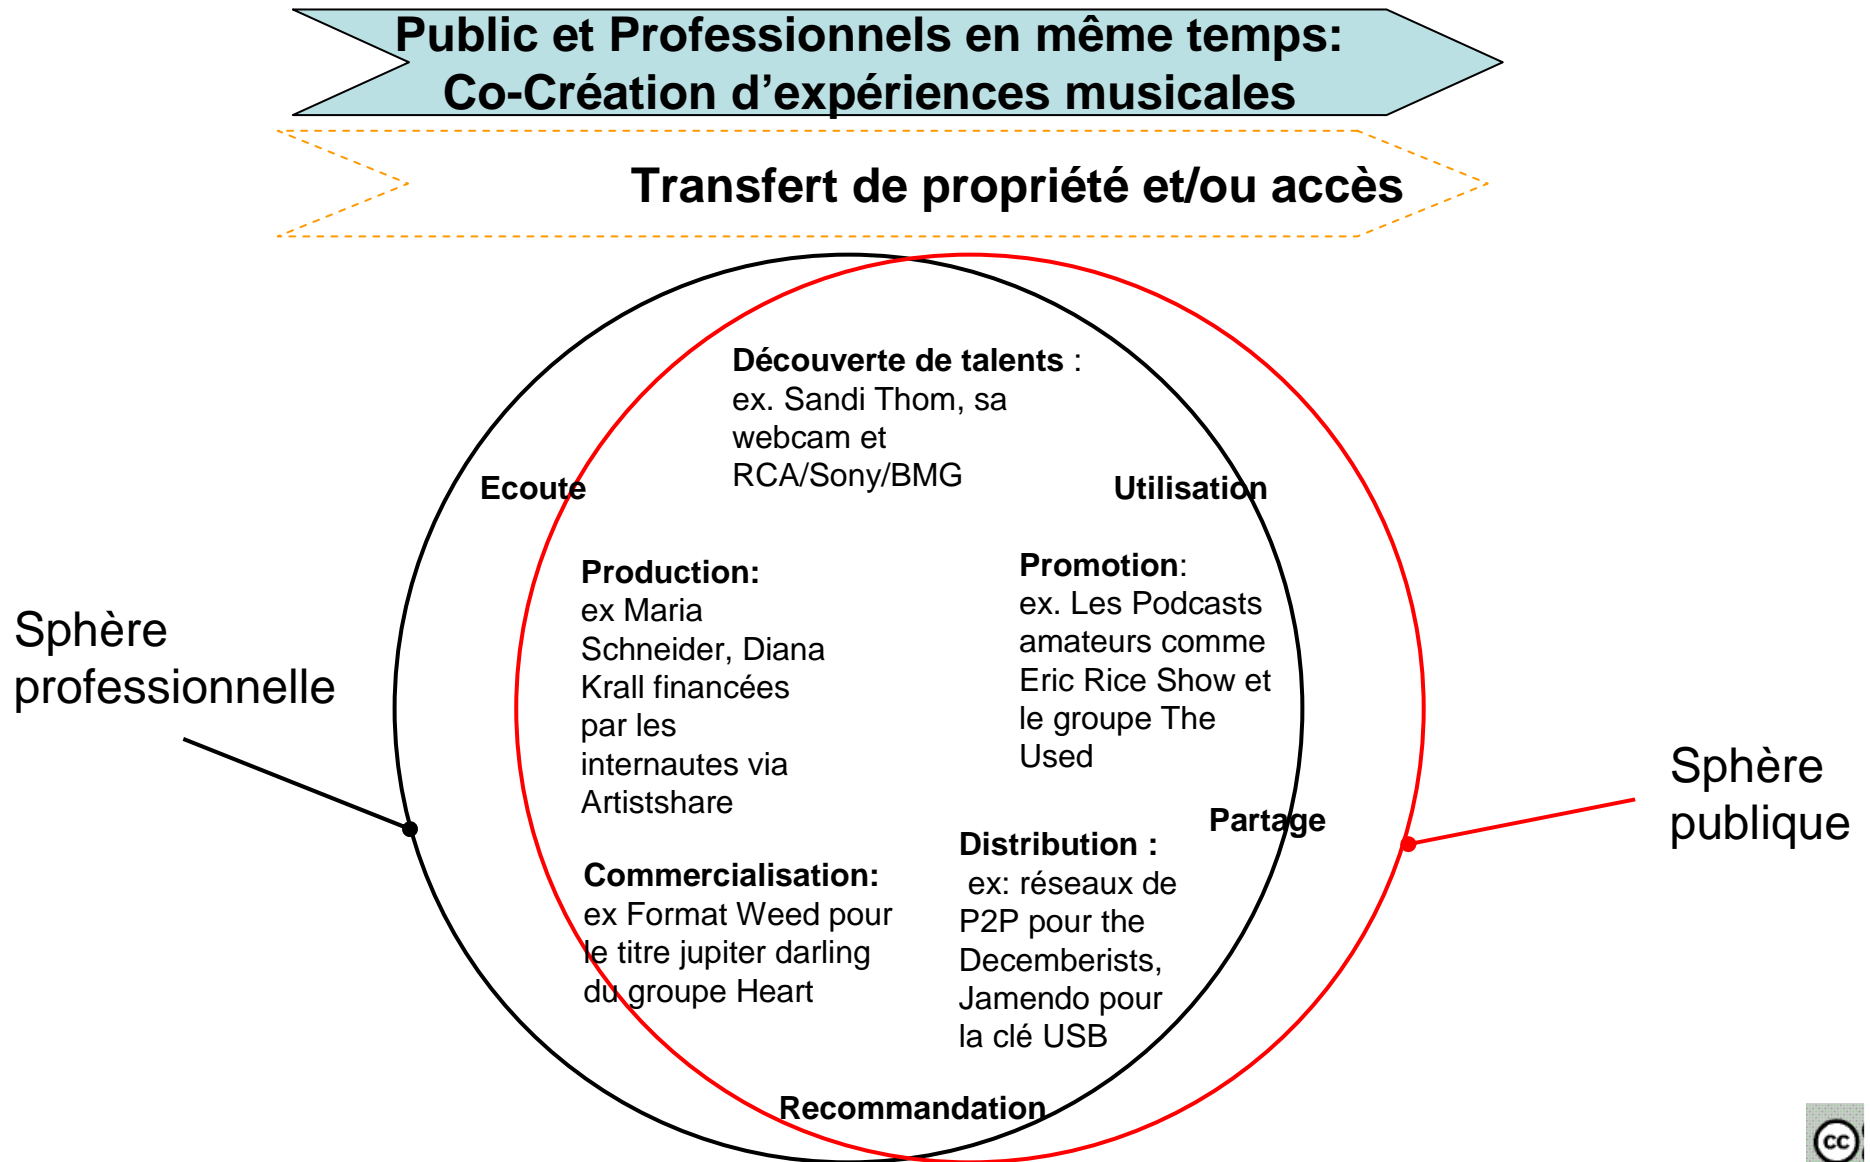 Public et Professionnels en même temps:
Co-Création d’expériences musicales
Transfert de propriété et/ou accès
Découverte de talents :
ex. Sandi Thom, sa
webcam et
RCA/Sony/BMG
Ecoute
Utilisation
Production:
ex Maria
Schneider, Diana
Krall financées
par les
internautes via
Artistshare
Promotion:
ex. Les Podcasts
amateurs comme
Eric Rice Show et
le groupe The
Used
Sphère
professionnelle
Sphère
publique
Partage
Commercialisation:
ex Format Weed pour
le titre jupiter darling
du groupe Heart
Distribution :
ex: réseaux de
P2P pour the
Decemberists,
Jamendo pour
la clé USB
Recommandation
cc